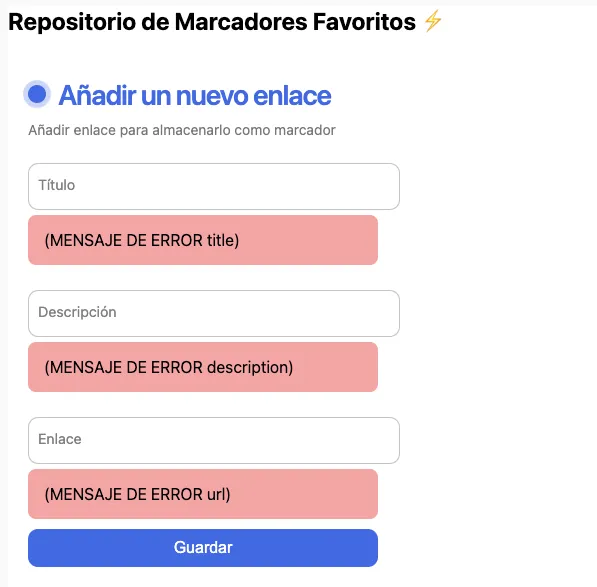 Repositorio de Marcadores Favoritos ⚡
Añadir un nuevo enlace
Añadir enlace para almacenarlo como marcador
Título
(MENSAJE DE ERROR title)
Descripción
(MENSAJE DE ERROR description)
Enlace
(MENSAJE DE ERROR url)
Guardar